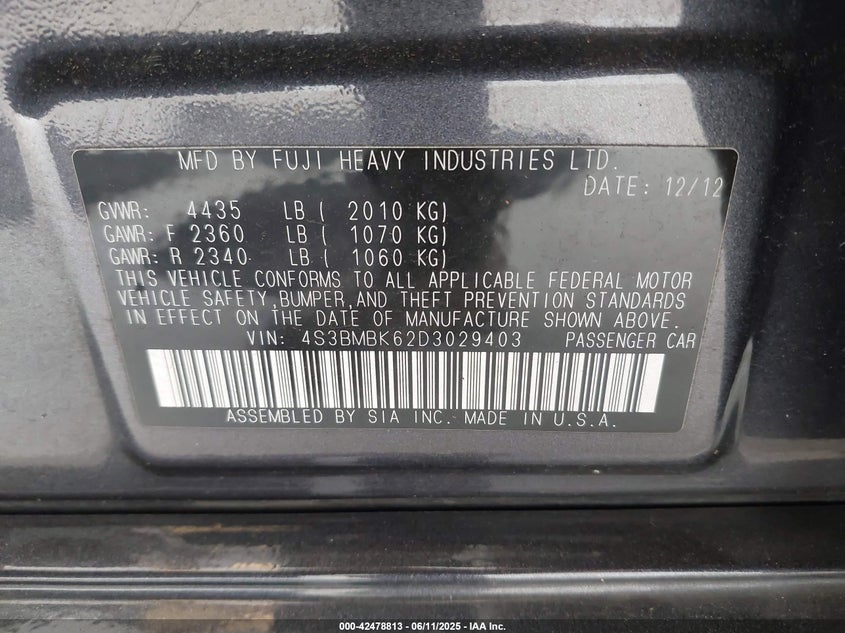 MFD BY FUJI HEAVY INDUSTRIES LTD.
DATE: 12/12
GVWR: 4435 LB ( 2010 KG)
GAWR: F 2360 LB ( 1070 KG)
GAWR: R 2340 LB ( 1060 KG)
THIS VEHICLE CONFORMS TO ALL APPLICABLE FEDERAL MOTOR
VEHICLE SAFETY, BUMPER, AND THEFT PREVENTION STANDARDS
IN EFFECT ON THE DATE OF MANUFACTURE SHOWN ABOVE.
VIN: 4S3BMBK62D3029403 PASSENGER CAR
ASSEMBLED BY SIA INC. MADE IN U.S.A.
000-42478813 - 06/11/2025 - IAA Inc.